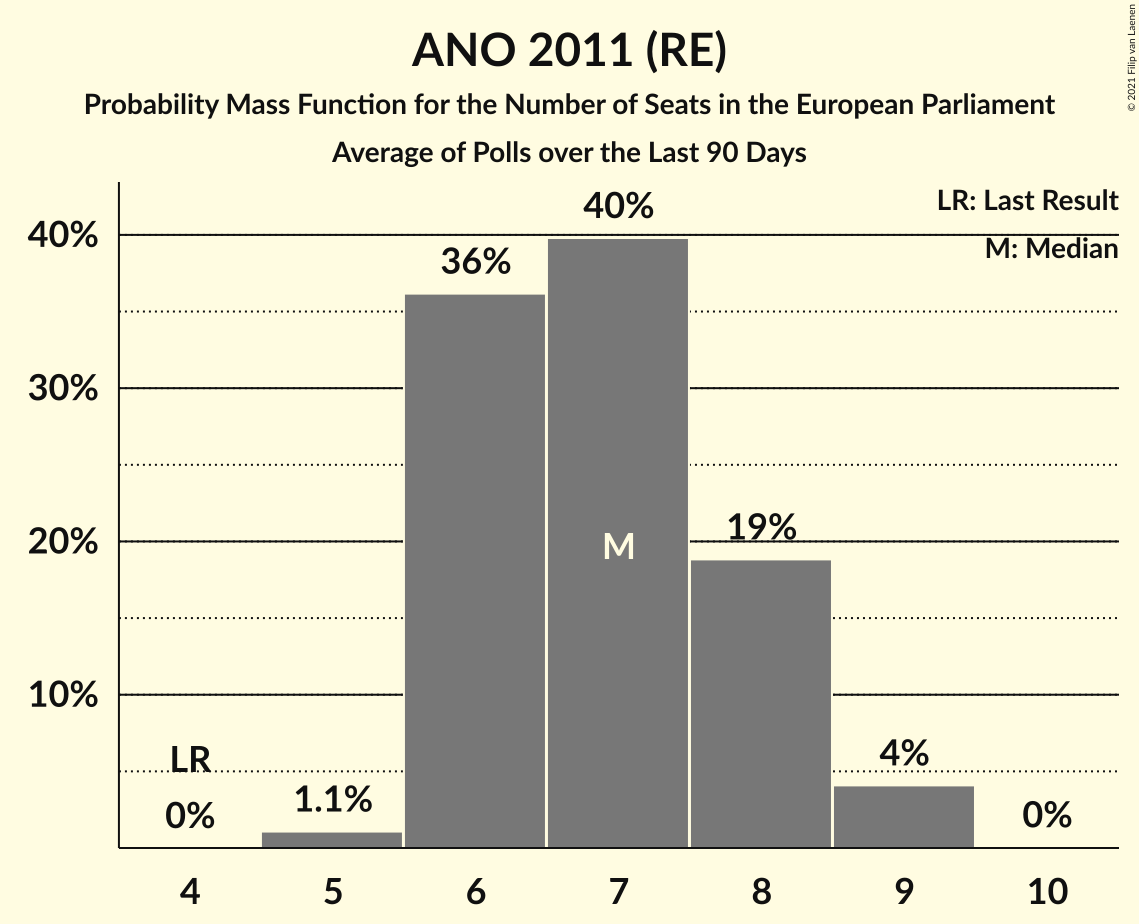 ANO 2011 (RE)
Probability Mass Function for the Number of Seats in the European Parliament
Average of Polls over the Last 90 Days
© 2021 Filip van Laenen
LR: Last Result
M: Median
40%
30%
20%
10%
LR
0%
1.1%
36%
40%
M
19%
4%
0%
4 5 6 7 8 9 10